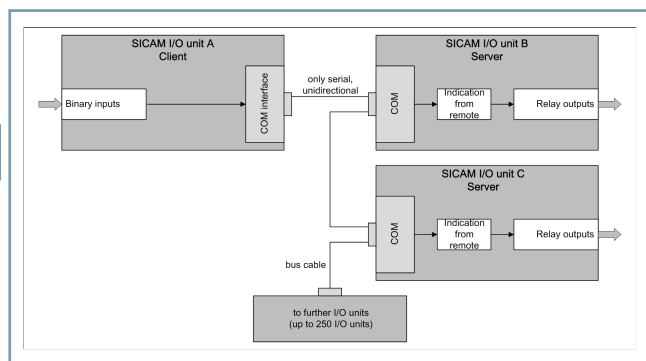 SICAM I/O unit A
Client
Binary inputs
COM interface
only serial,
unidirectional
SICAM I/O unit B
Server
COM
Indication
from
remote
Relay outputs
SICAM I/O unit C
Server
COM
Indication
from
remote
Relay outputs
bus cable
to further I/O units
(up to 250 I/O units)